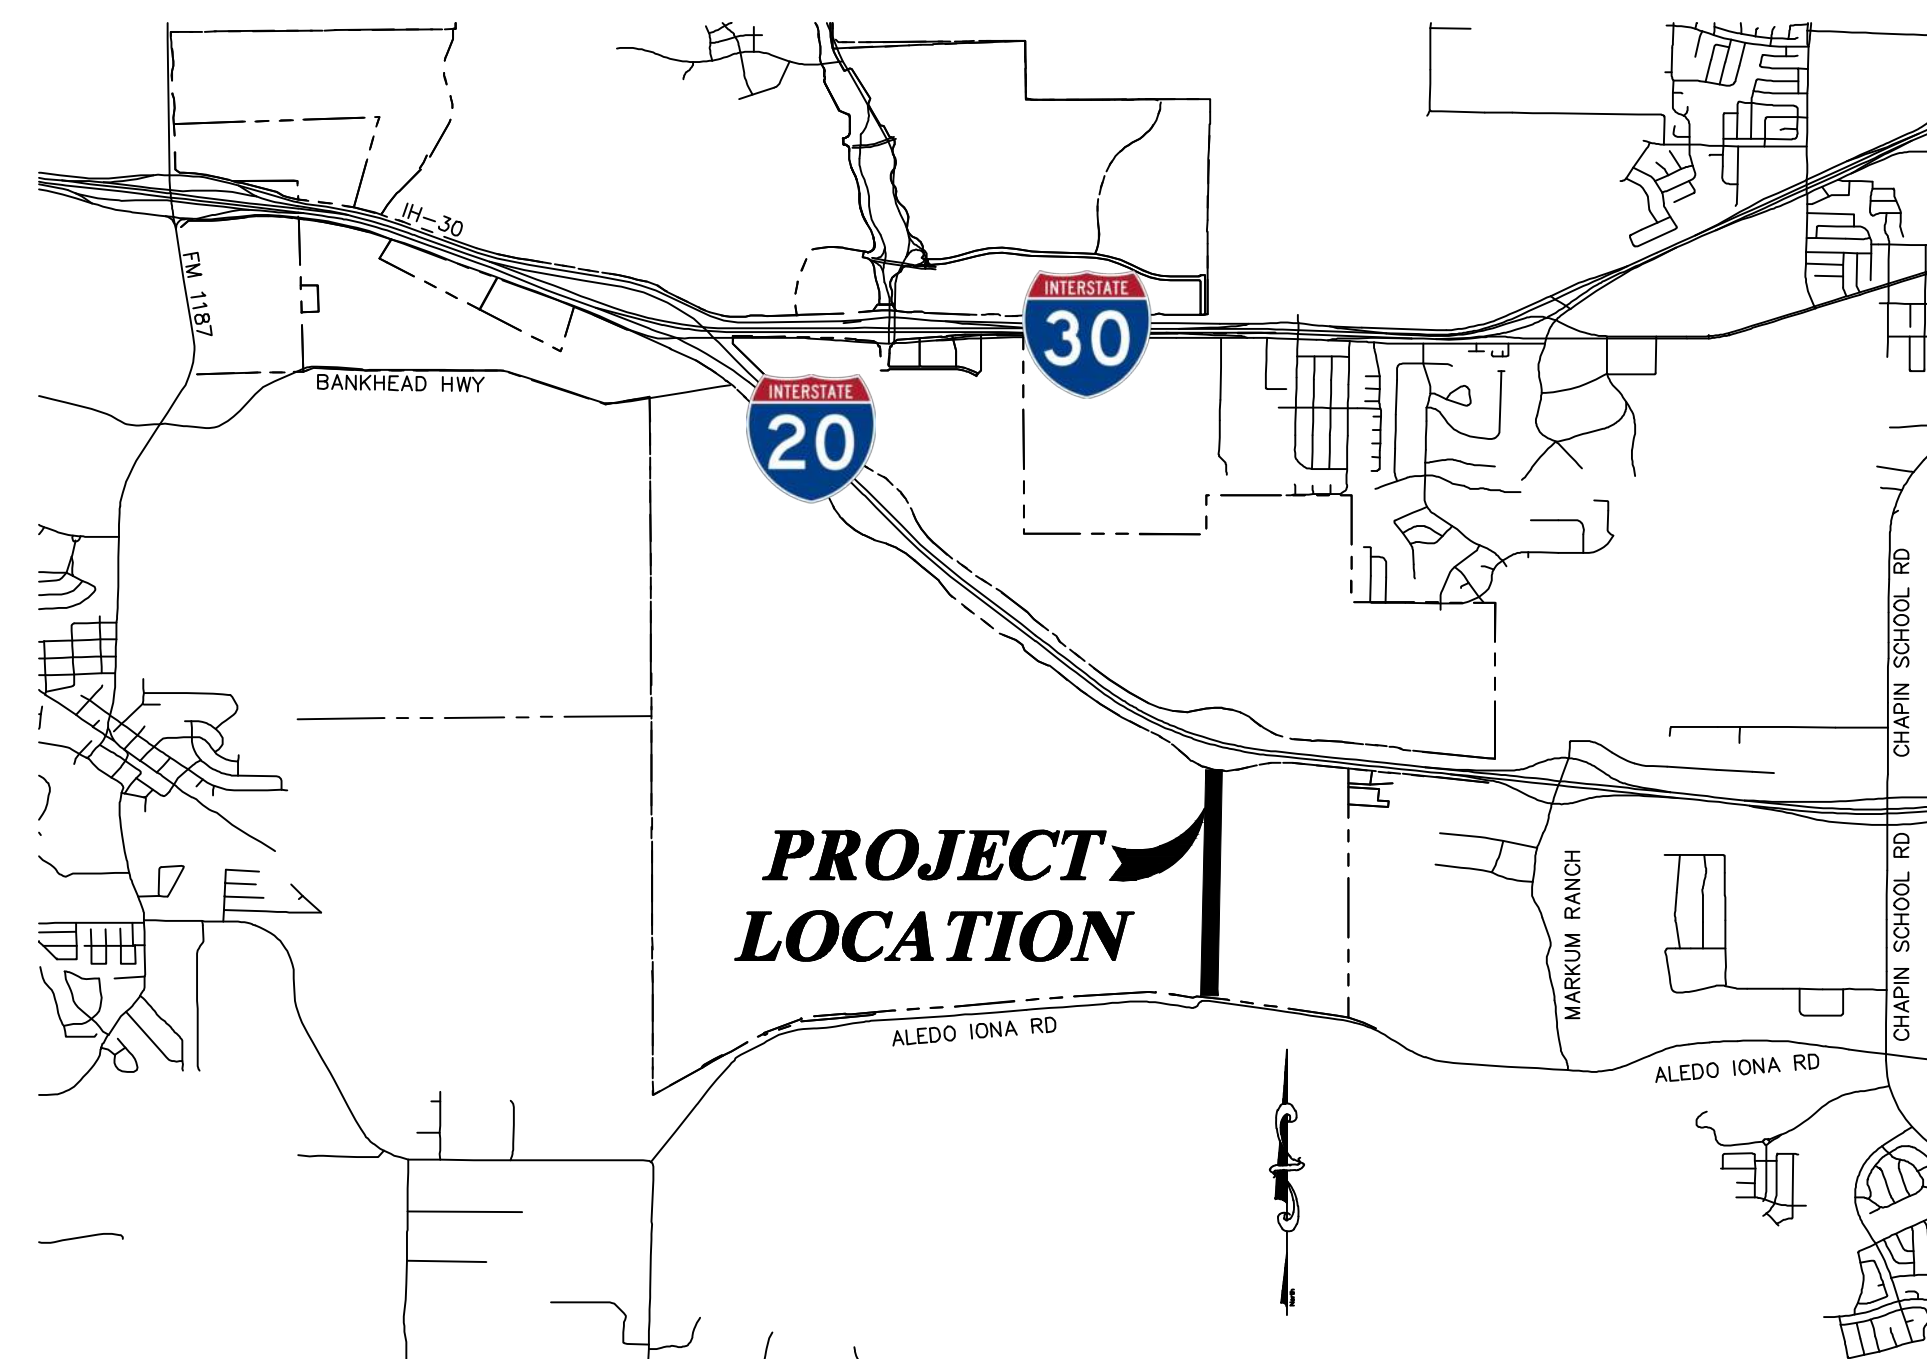 IH-30
FM 1187
INTERSTATE
30
BANKHEAD HWY
INTERSTATE
20
CHAPIN SCHOOL RD
PROJECT
LOCATION
MARKUM RANCH
CHAPIN SCHOOL RD
ALEDO IONA RD
ALEDO IONA RD
North